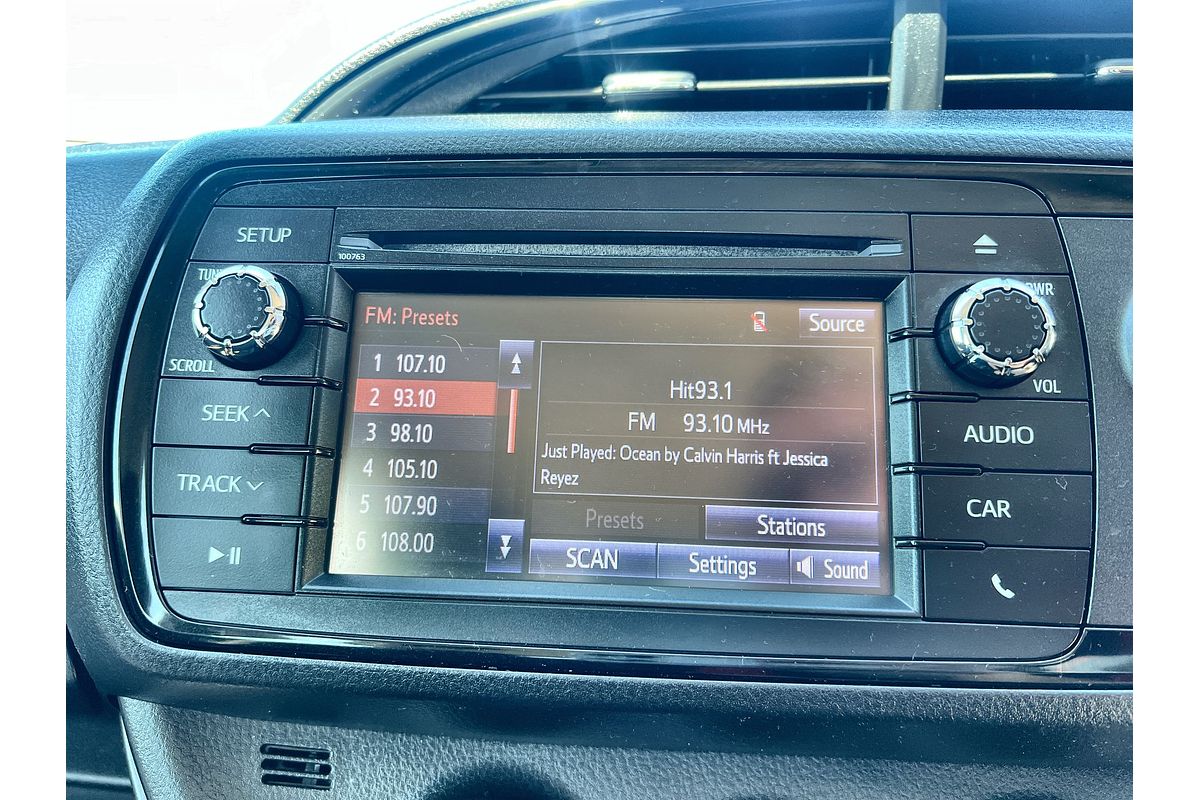 SETUP
100763
TUNE
SCROLL
SEEK
TRACK
FM: Presets
Source
1 107.10
2 93.10
3 98.10
4 105.10
5 107.90
6 108.00
Hit93.1
FM 93.10 MHz
Just Played: Ocean by Calvin Harris ft Jessica
Reyez
Presets
Stations
SCAN
Settings
Sound
PWR
VOL
AUDIO
CAR